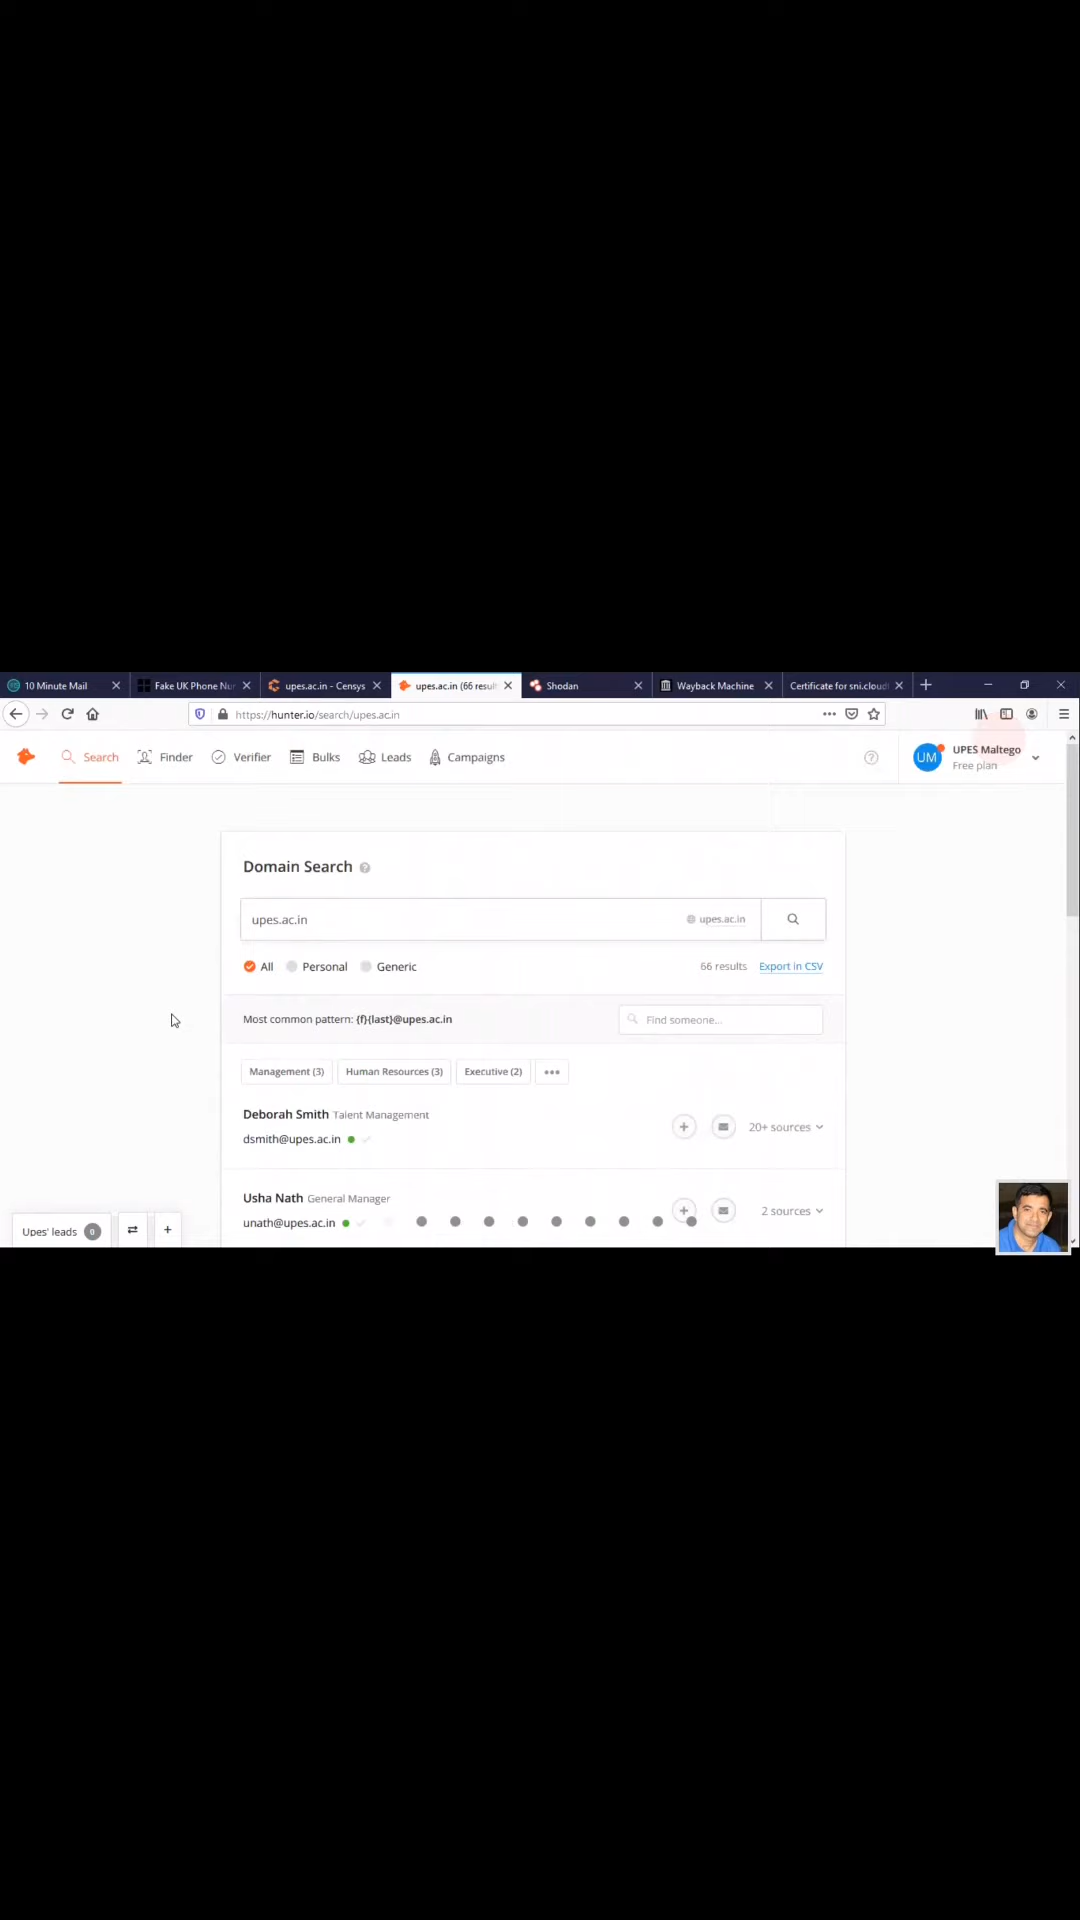 10 Minute Mail
Fake UK Phone Nu
upes.ac.in - Censys
upes.ac.in (66 result
Shodan
Wayback Machine
Certificate for sni.cloud
https://hunter.io/search/upes.ac.in
Search
Finder
Verifier
Bulks
Leads
Campaigns
UM
UPES Maltego
Free plan
Domain Search
upes.ac.in
upes.ac.in
All
Personal
Generic
66 results
Export in CSV
Most common pattern: {f}{last}@upes.ac.in
Find someone...
Management (3)
Human Resources (3)
Executive (2)
Deborah Smith Talent Management
dsmith@upes.ac.in
20+ sources
Usha Nath General Manager
unath@upes.ac.in
2 sources
Upes' leads 0